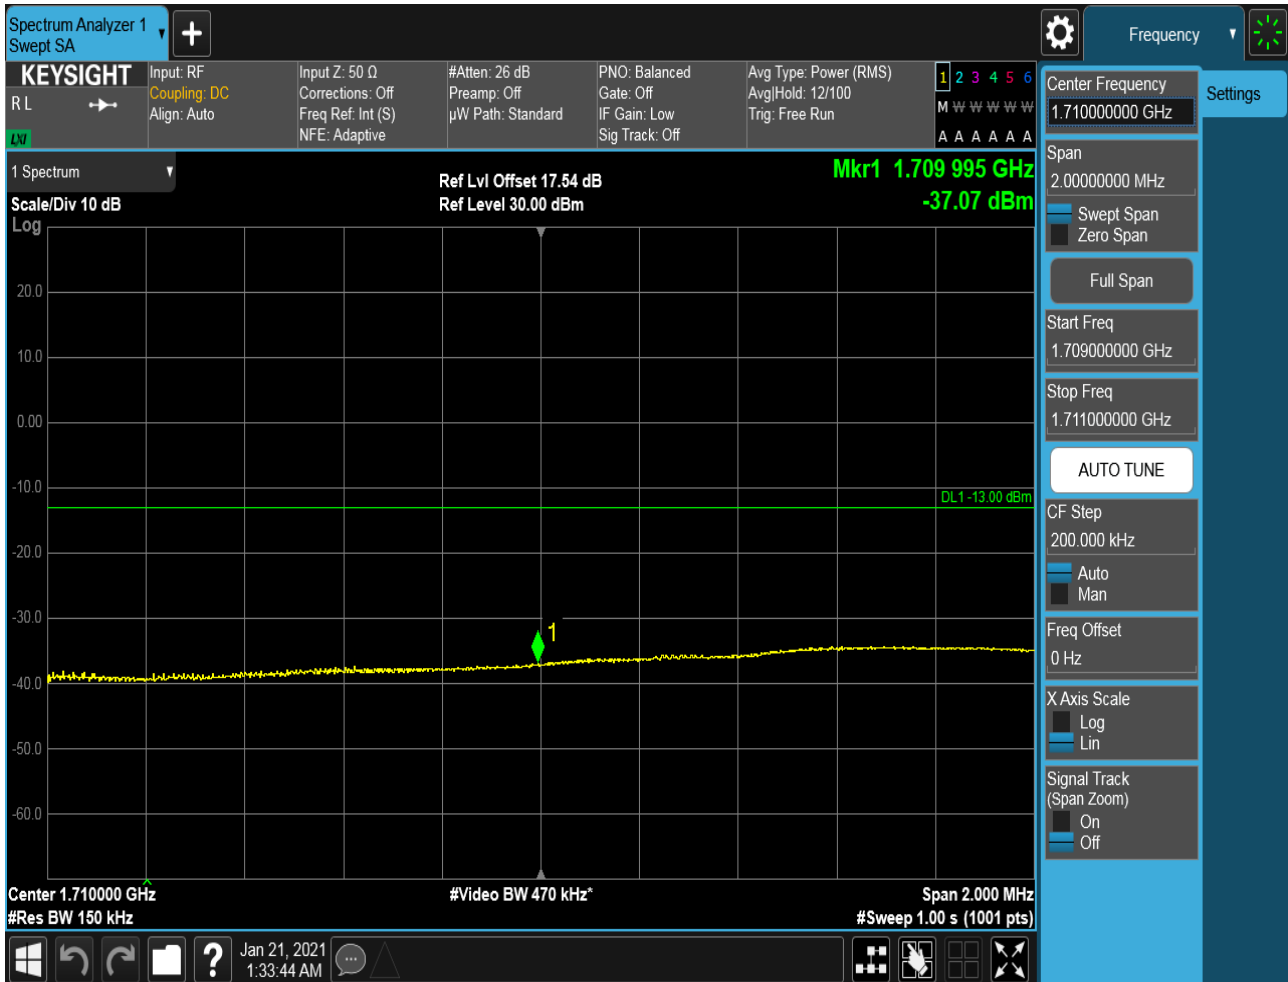 Spectrum Analyzer 1
Swept SA
+
Frequency
KEYSIGHT
R L
LXI
Input: RF
Coupling: DC
Align: Auto
Input Z: 50 Ω
Corrections: Off
Freq Ref: Int (S)
NFE: Adaptive
#Atten: 26 dB
Preamp: Off
µW Path: Standard
PNO: Balanced
Gate: Off
IF Gain: Low
Sig Track: Off
Avg Type: Power (RMS)
Avg|Hold: 12/100
Trig: Free Run
1 2 3 4 5 6
M W W W W W
A A A A A A
1 Spectrum
Scale/Div 10 dB
Log
Ref Lvl Offset 17.54 dB
Ref Level 30.00 dBm
Mkr1 1.709 995 GHz
-37.07 dBm
20.0
10.0
0.00
-10.0
DL1 -13.00 dBm
-20.0
-30.0
1
-40.0
-50.0
-60.0
Center 1.710000 GHz
#Video BW 470 kHz*
Span 2.000 MHz
#Res BW 150 kHz
#Sweep 1.00 s (1001 pts)
?
Jan 21, 2021
1:33:44 AM
Center Frequency
1.710000000 GHz
Settings
Span
2.00000000 MHz
Swept Span
Zero Span
Full Span
Start Freq
1.709000000 GHz
Stop Freq
1.711000000 GHz
AUTO TUNE
CF Step
200.000 kHz
Auto
Man
Freq Offset
0 Hz
X Axis Scale
Log
Lin
Signal Track
(Span Zoom)
On
Off